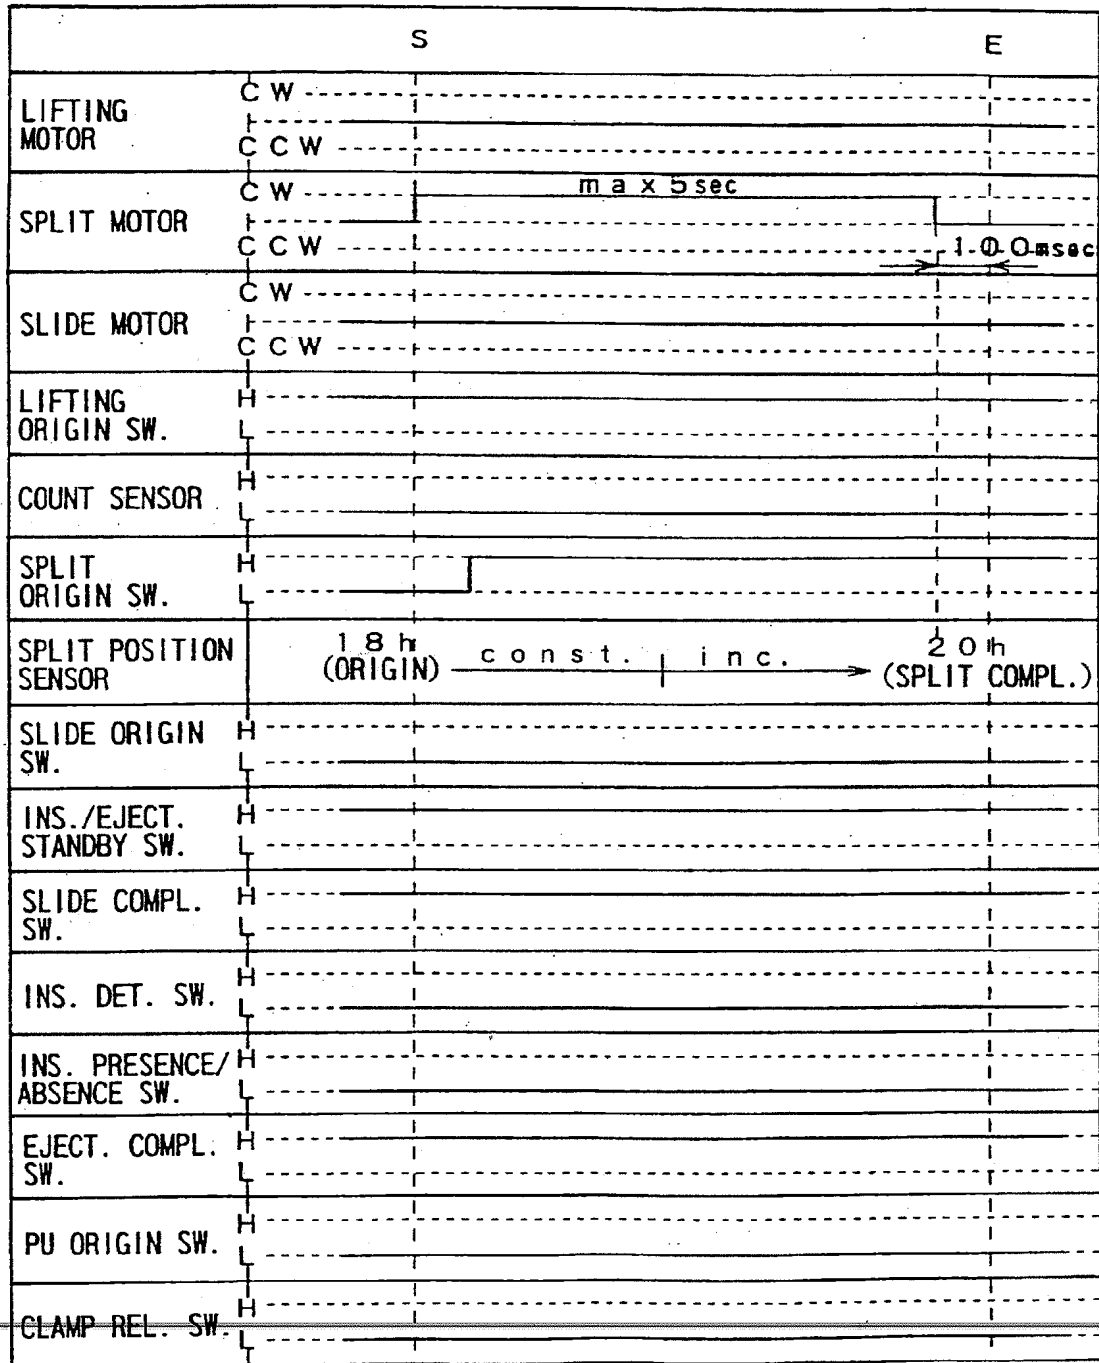 S E
LIFTING
MOTOR
CW
CCW
SPLIT MOTOR
CW
CCW
max 5sec
100msec
SLIDE MOTOR
CW
CCW
LIFTING
ORIGIN SW.
H
L
COUNT SENSOR
H
L
SPLIT
ORIGIN SW.
H
L
SPLIT POSITION
SENSOR
18h
(ORIGIN)
const. inc.
20h
(SPLIT COMPL.)
SLIDE ORIGIN
SW.
H
L
INS./EJECT.
STANDBY SW.
H
L
SLIDE COMPL.
SW.
H
L
INS. DET. SW.
H
L
INS. PRESENCE/
ABSENCE SW.
H
L
EJECT. COMPL.
SW.
H
L
PU ORIGIN SW.
H
L
CLAMP REL. SW.
H
L